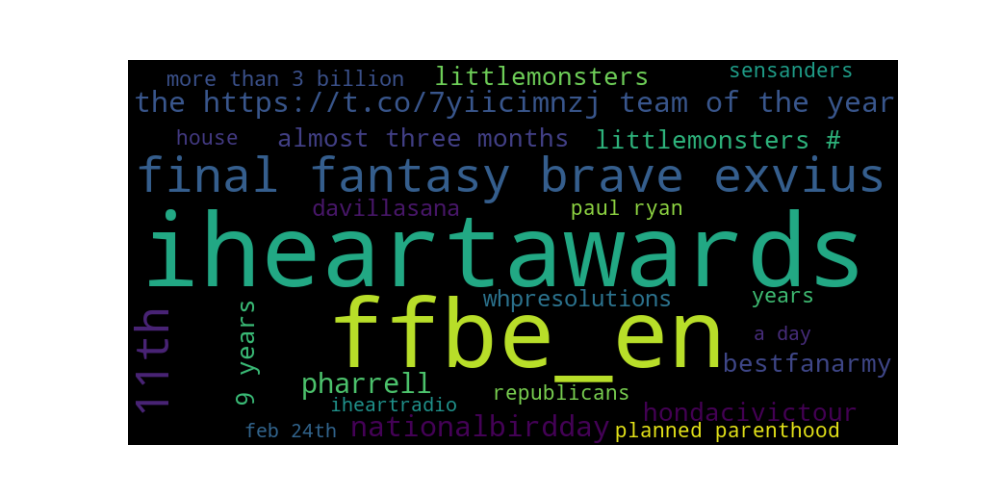 more than 3 billion littlemonsters sensanders
the https://t.co/7yiicimnzj team of the year
house almost three months littlemonsters #
final fantasy brave exvius
davillasana paul ryan
iheartawards
whpresolutions years
11th 9 years ffbe_en a day
bestfanarmy
pharrell republicans
iheartradio hondacivictour
feb 24th nationalbirdday planned parenthood